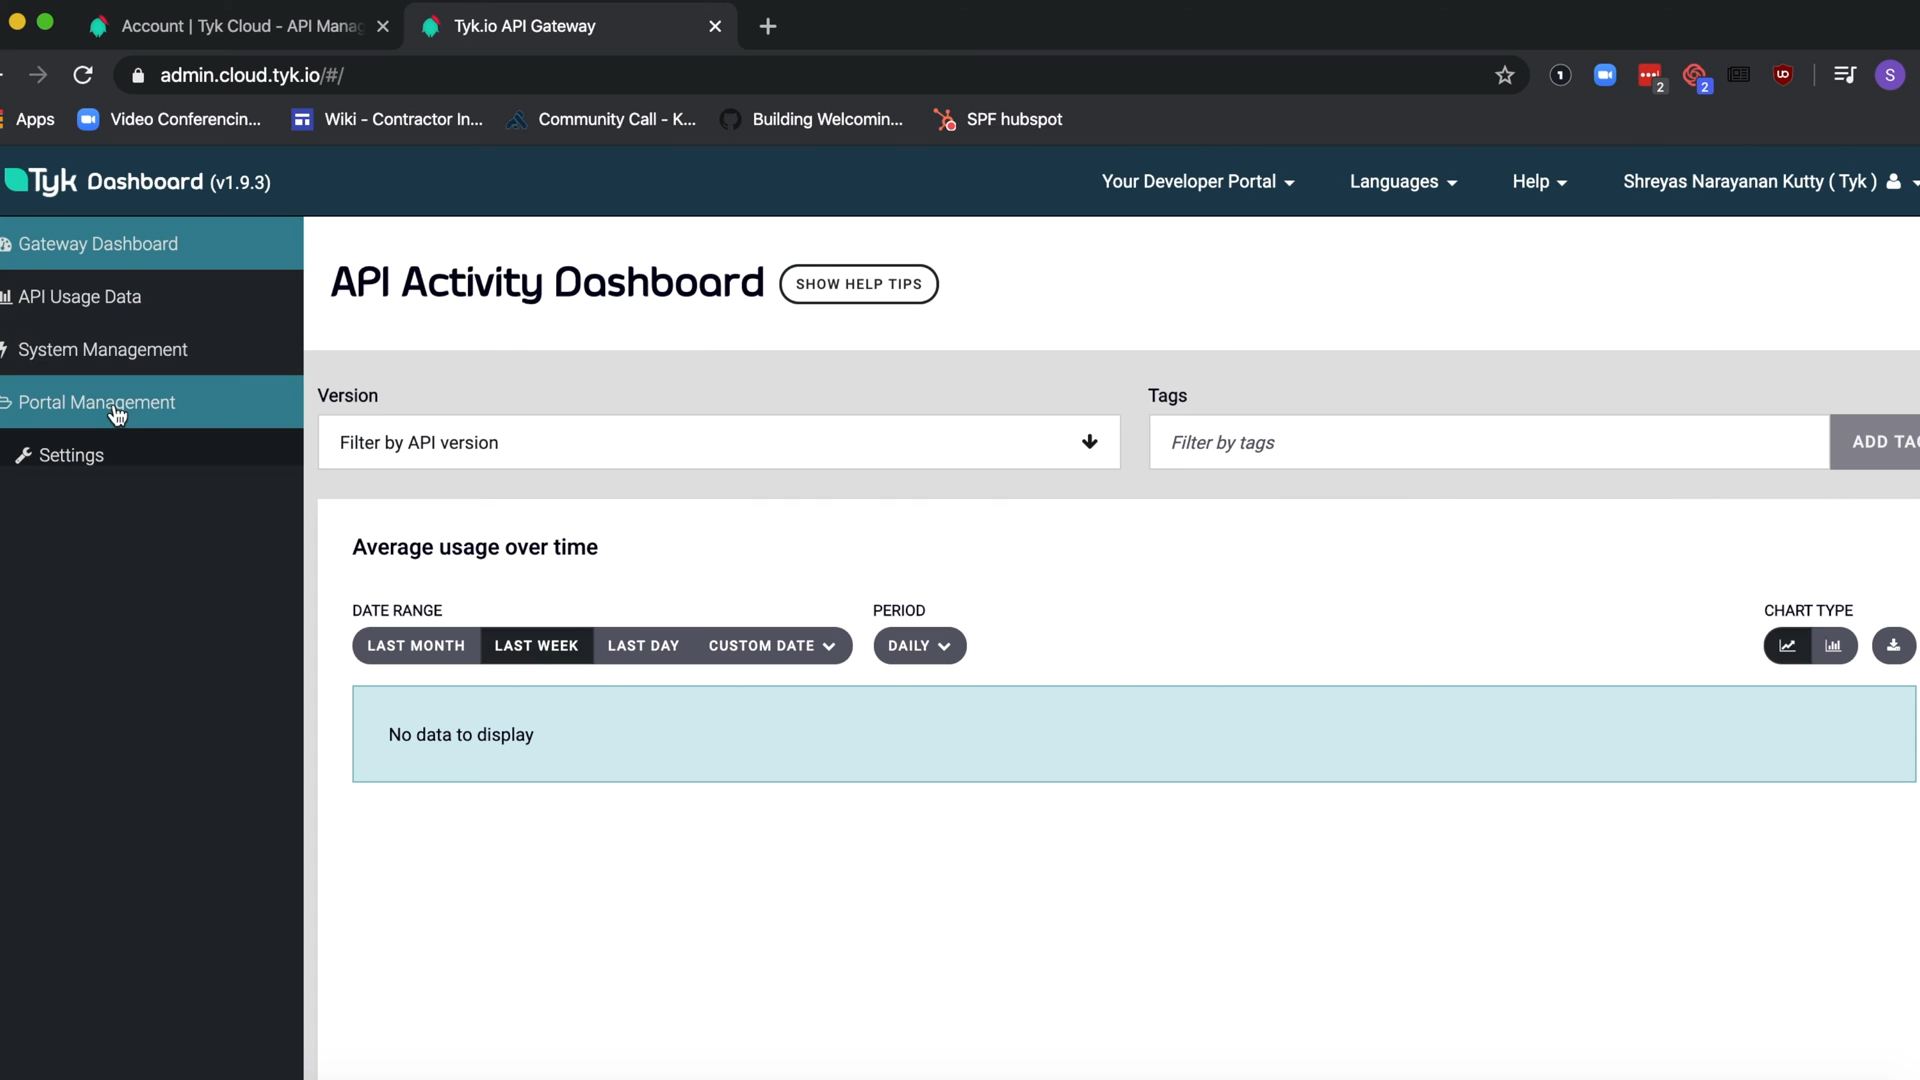 Account | Tyk Cloud - API Manag
Tyk.io API Gateway
admin.cloud.tyk.io/#/
1
2
2
S
Apps
Video Conferencin...
Wiki - Contractor In...
Community Call - K...
Building Welcomin...
SPF hubspot
Tyk Dashboard (v1.9.3)
Your Developer Portal
Languages
Help
Shreyas Narayanan Kutty ( Tyk )
Gateway Dashboard
API Usage Data
System Management
Portal Management
Settings
API Activity Dashboard
SHOW HELP TIPS
Version
Tags
Filter by API version
Filter by tags
ADD TAG
Average usage over time
DATE RANGE
PERIOD
CHART TYPE
LAST MONTH
LAST WEEK
LAST DAY
CUSTOM DATE
DAILY
No data to display